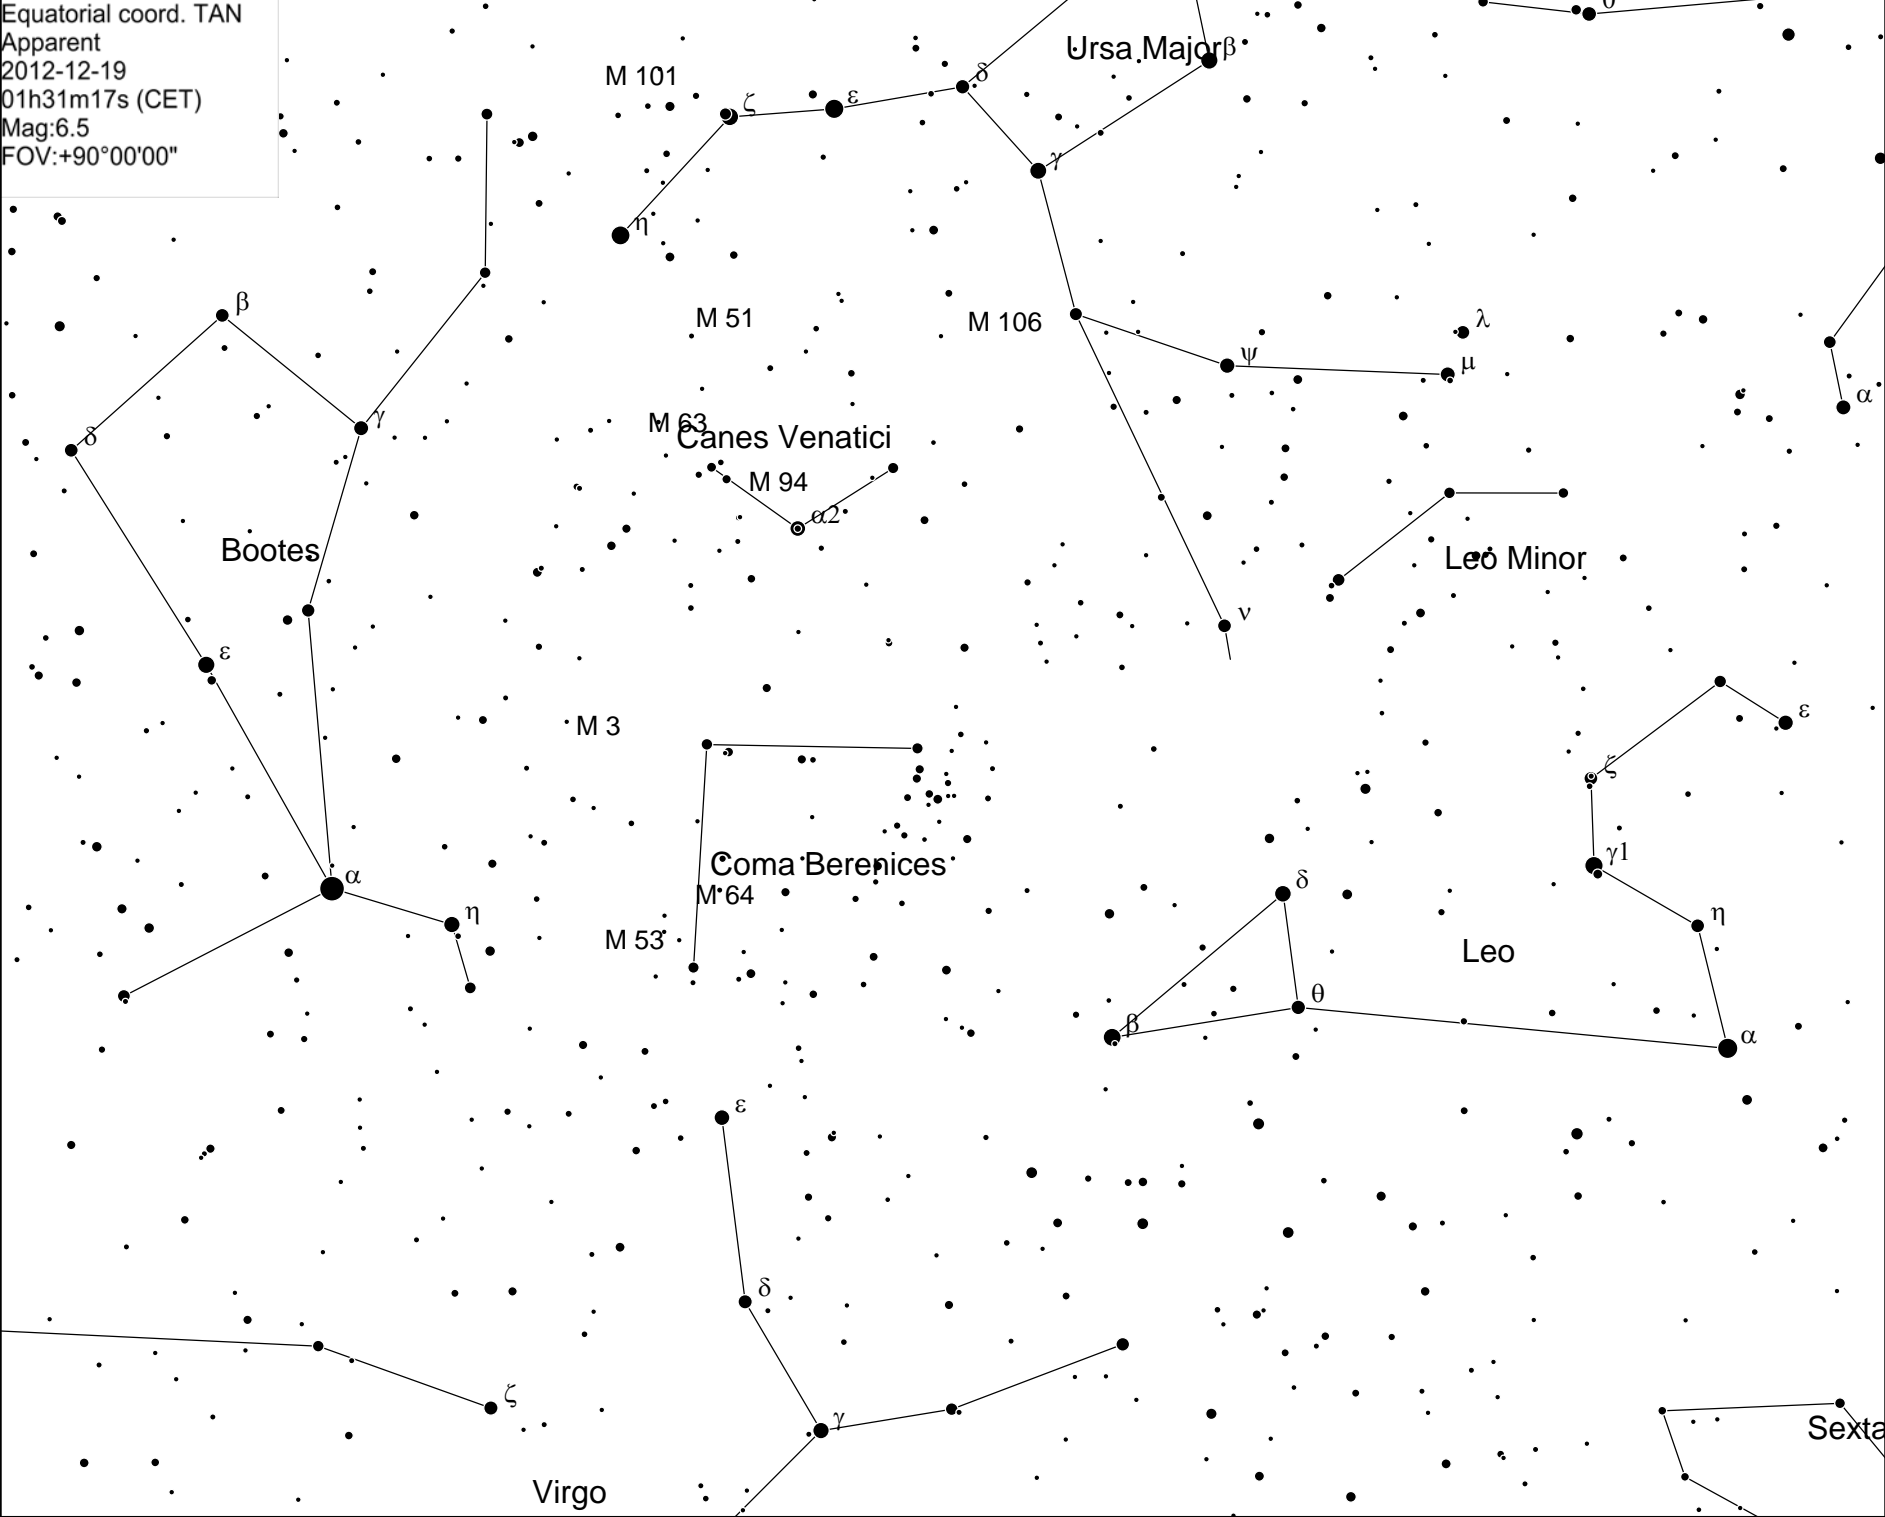 Equatorial coord. TAN
Apparent
2012-12-19
01h31m17s (CET)
Mag:6.5
FOV:+90°00'00"
θ
Ursa Major β
M 101
δ
ζ
ε
γ
η
β
M 51
M 106
λ
ψ
μ
α
γ
δ
M 63
Canes Venatici
M 94
α2
Bootes
Leo Minor
ν
ε
M 3
ε
ζ
Coma Berenices
γ1
α
δ
M 64
η
η
M 53
Leo
θ
β
α
ε
δ
ζ
γ
Sexta
Virgo